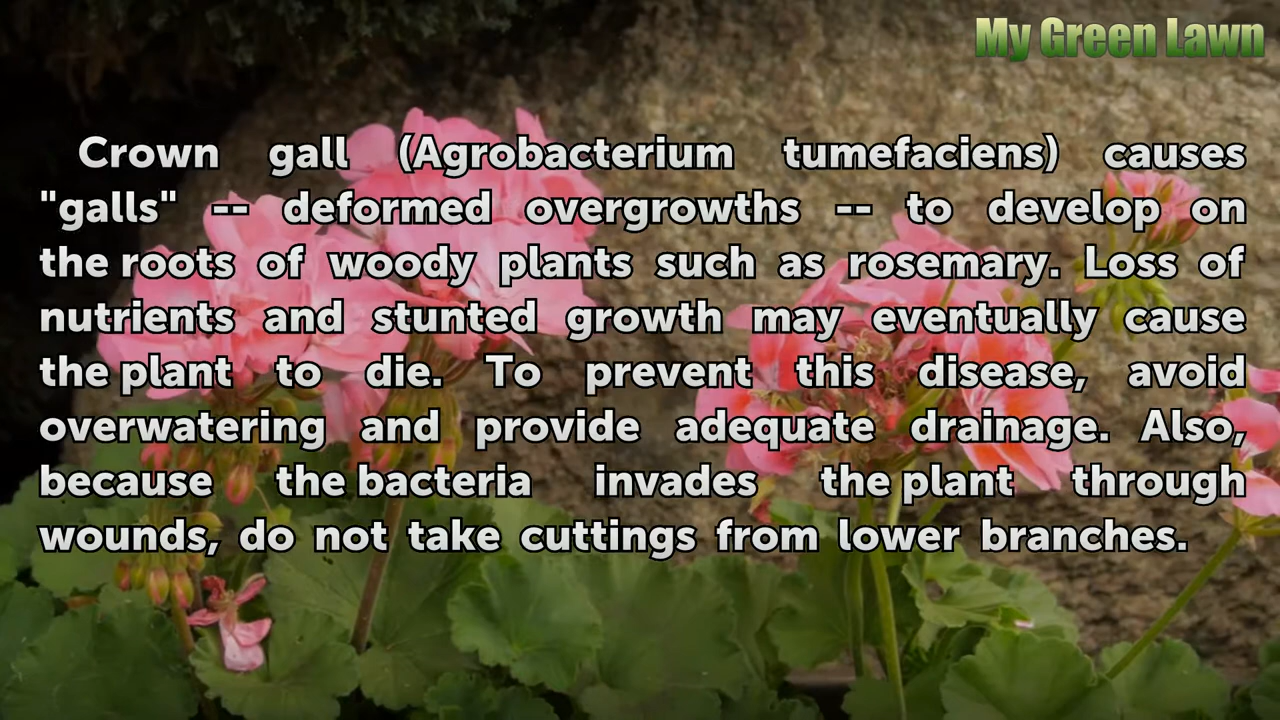 My Green Lawn
Crown gall (Agrobacterium tumefaciens) causes
"galls" -- deformed overgrowths -- to develop on
the roots of woody plants such as rosemary. Loss of
nutrients and stunted growth may eventually cause
the plant to die. To prevent this disease, avoid
overwatering and provide adequate drainage. Also,
because the bacteria invades the plant through
wounds, do not take cuttings from lower branches.